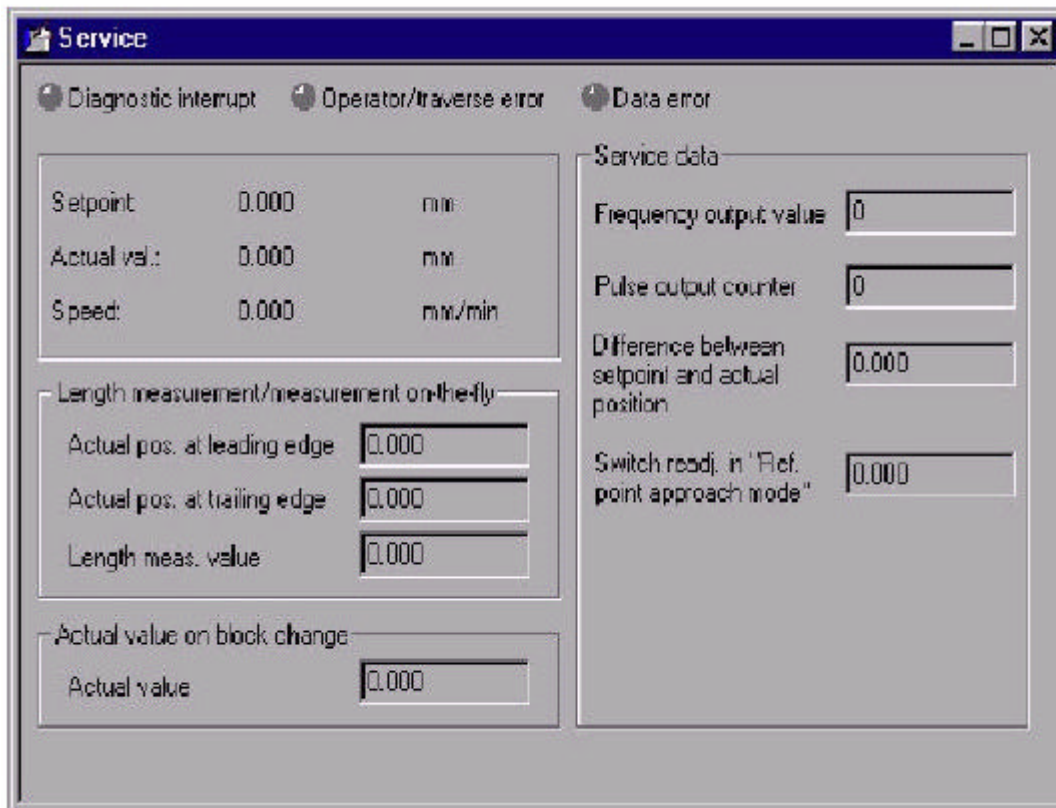 Service
Diagnostic interrupt Operator/traverse error Data error
Setpoint: 0.000 mm
Actual val.: 0.000 mm
Speed: 0.000 mm/min
Length measurement/measurement on-the-fly
Actual pos. at leading edge 0.000
Actual pos. at trailing edge 0.000
Length meas. value 0.000
Actual value on block change
Actual value 0.000
Service data
Frequency output value 0
Pulse output counter 0
Difference between
setpoint and actual 0.000
position
Switch readj. in "Ref. 0.000
point approach mode"